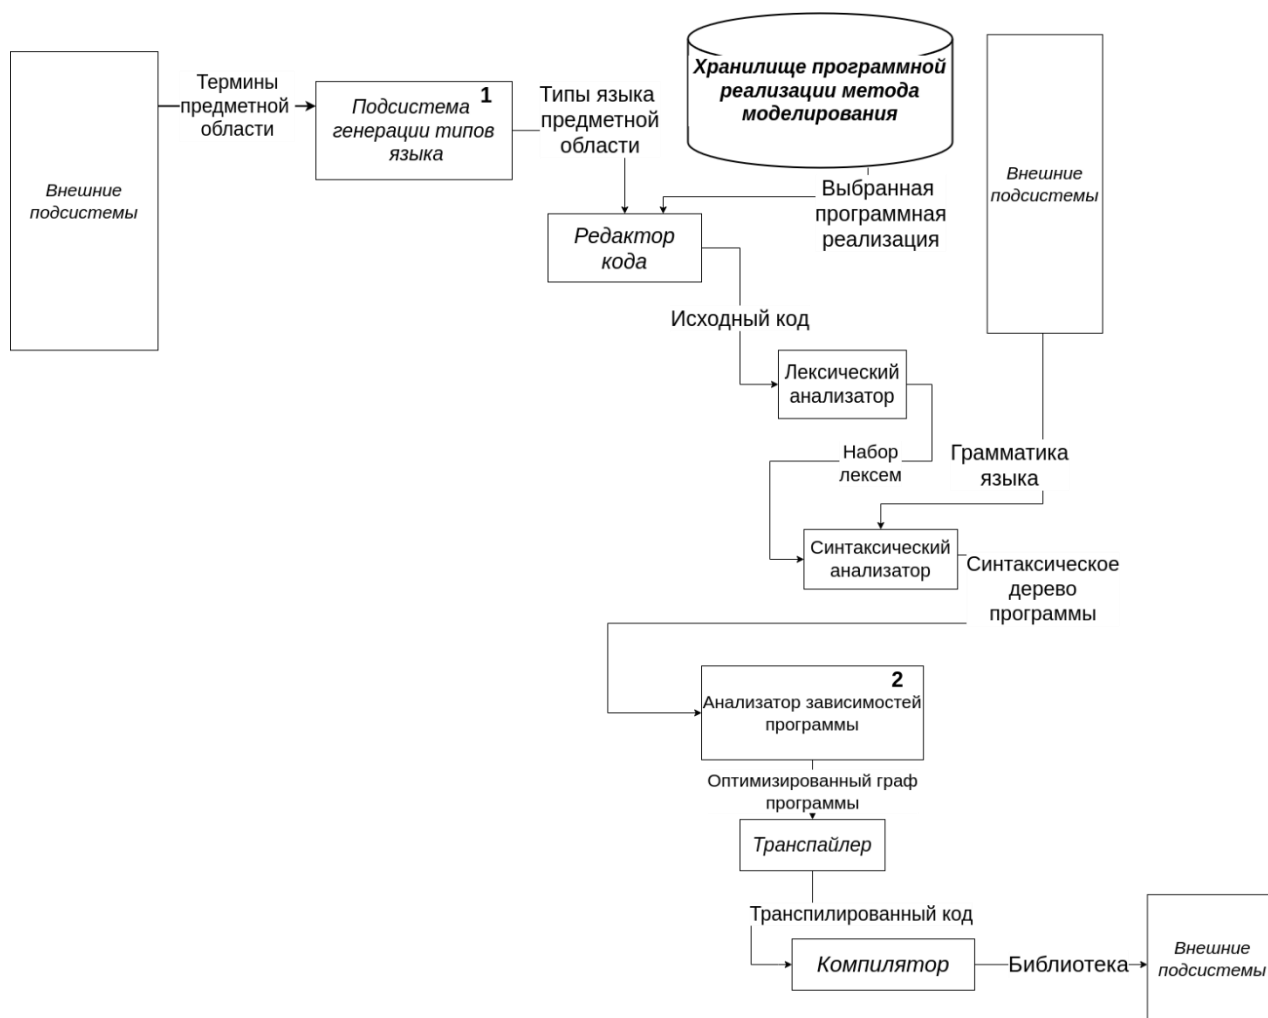 Внешние
подсистемы
Термины
предметной
области
1
Подсистема
генерации типов
языка
Типы языка
предметной
области
Хранилище программной
реализации метода
моделирования
Внешние
подсистемы
Выбранная
программная
реализация
Редактор
кода
Исходный код
Лексический
анализатор
Набор
лексем
Грамматика
языка
Синтаксический
анализатор
Синтаксическое
дерево
программы
2
Анализатор зависимостей
программы
Оптимизированный граф
программы
Транспайлер
Транспилированный код
Компилятор
Библиотека
Внешние
подсистемы